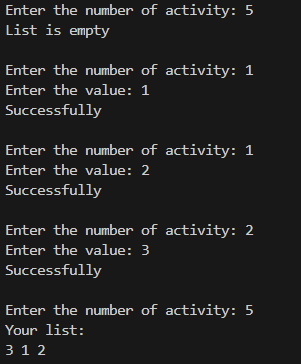 Enter the number of activity: 5
List is empty
Enter the number of activity: 1
Enter the value: 1
Successfully
Enter the number of activity: 1
Enter the value: 2
Successfully
Enter the number of activity: 2
Enter the value: 3
Successfully
Enter the number of activity: 5
Your list:
3 1 2